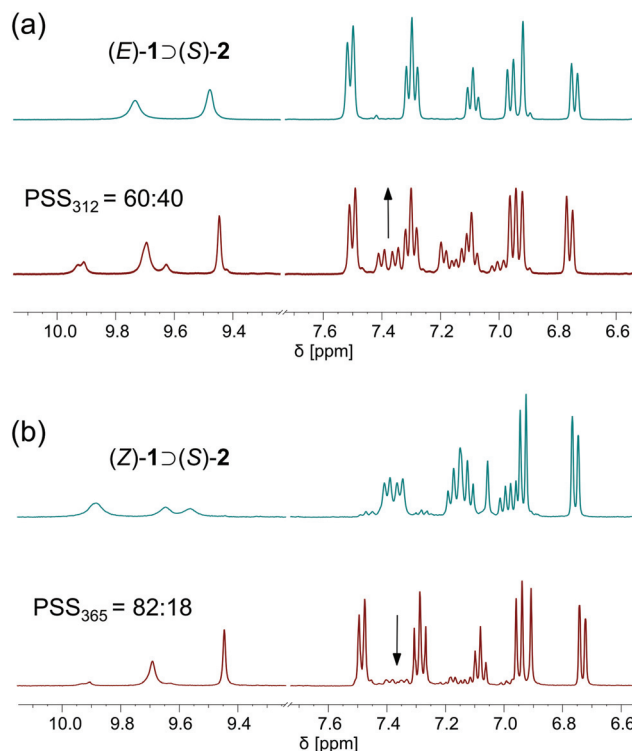 (a)
(E)-1⊃(S)-2
PSS₃₁₂ = 60:40
10.0 9.8 9.6 9.4 7.6 7.4 7.2 7.0 6.8 6.6
δ [ppm]
(b)
(Z)-1⊃(S)-2
PSS₃₆₅ = 82:18
10.0 9.8 9.6 9.4 7.6 7.4 7.2 7.0 6.8 6.6
δ [ppm]